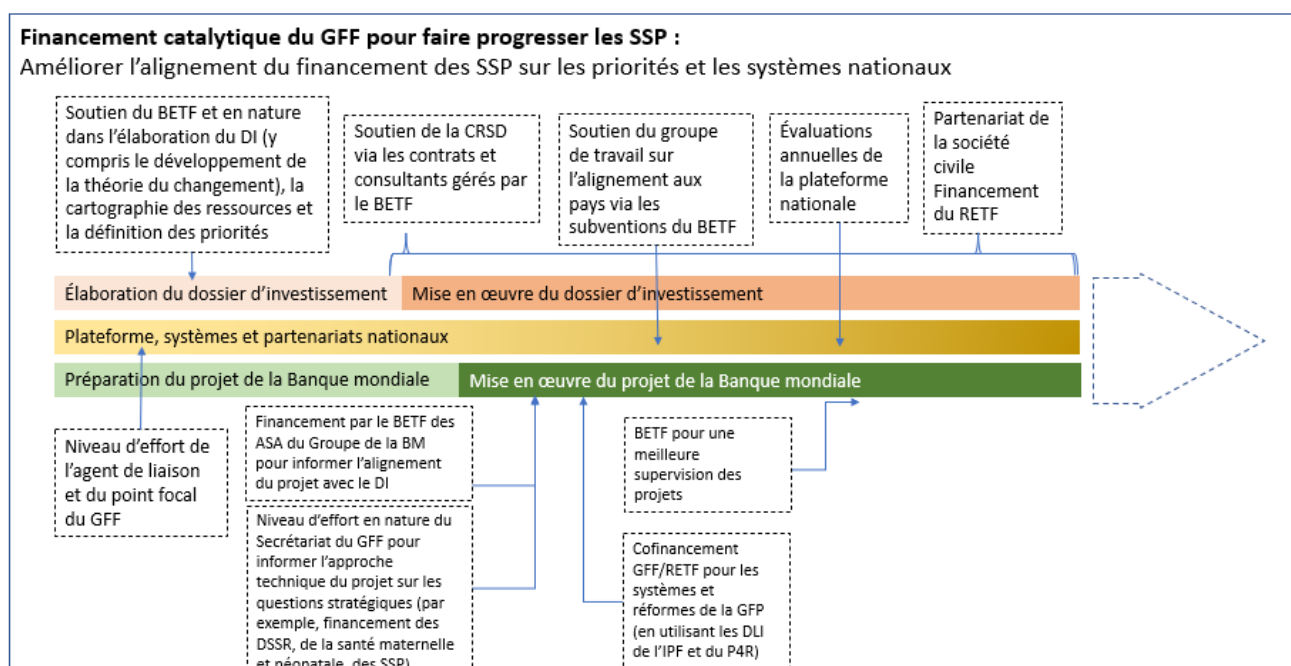 Financement catalytique du GFF pour faire progresser les SSP :
Améliorer l'alignement du financement des SSP sur les priorités et les systèmes nationaux
Soutien du BETF et en nature
dans l'élaboration du DI (y
compris le développement de
la théorie du changement), la
cartographie des ressources et
la définition des priorités
Soutien de la CRSD
via les contrats et
consultants gérés par
le BETF
Soutien du groupe
de travail sur
l'alignement aux
pays via les
subventions du BETF
Évaluations
annuelles de
la plateforme
nationale
Partenariat de
la société
civile
Financement
du RETF
Élaboration du dossier d'investissement
Mise en œuvre du dossier d'investissement
Plateforme, systèmes et partenariats nationaux
Préparation du projet de la Banque mondiale
Mise en œuvre du projet de la Banque mondiale
Niveau d'effort de
l'agent de liaison
et du point focal
du GFF
Financement par le BETF des
ASA du Groupe de la BM
pour informer l'alignement
du projet avec le DI
Niveau d'effort en nature du
Secrétariat du GFF pour
informer l'approche
technique du projet sur les
questions stratégiques (par
exemple, financement des
DSSR, de la santé maternelle
et néonatale, des SSP)
BETF pour une
meilleure
supervision des
projets
Cofinancement
GFF/RETF pour les
systèmes et
réformes de la GFP
(en utilisant les DLI
de l'IPF et du P4R)